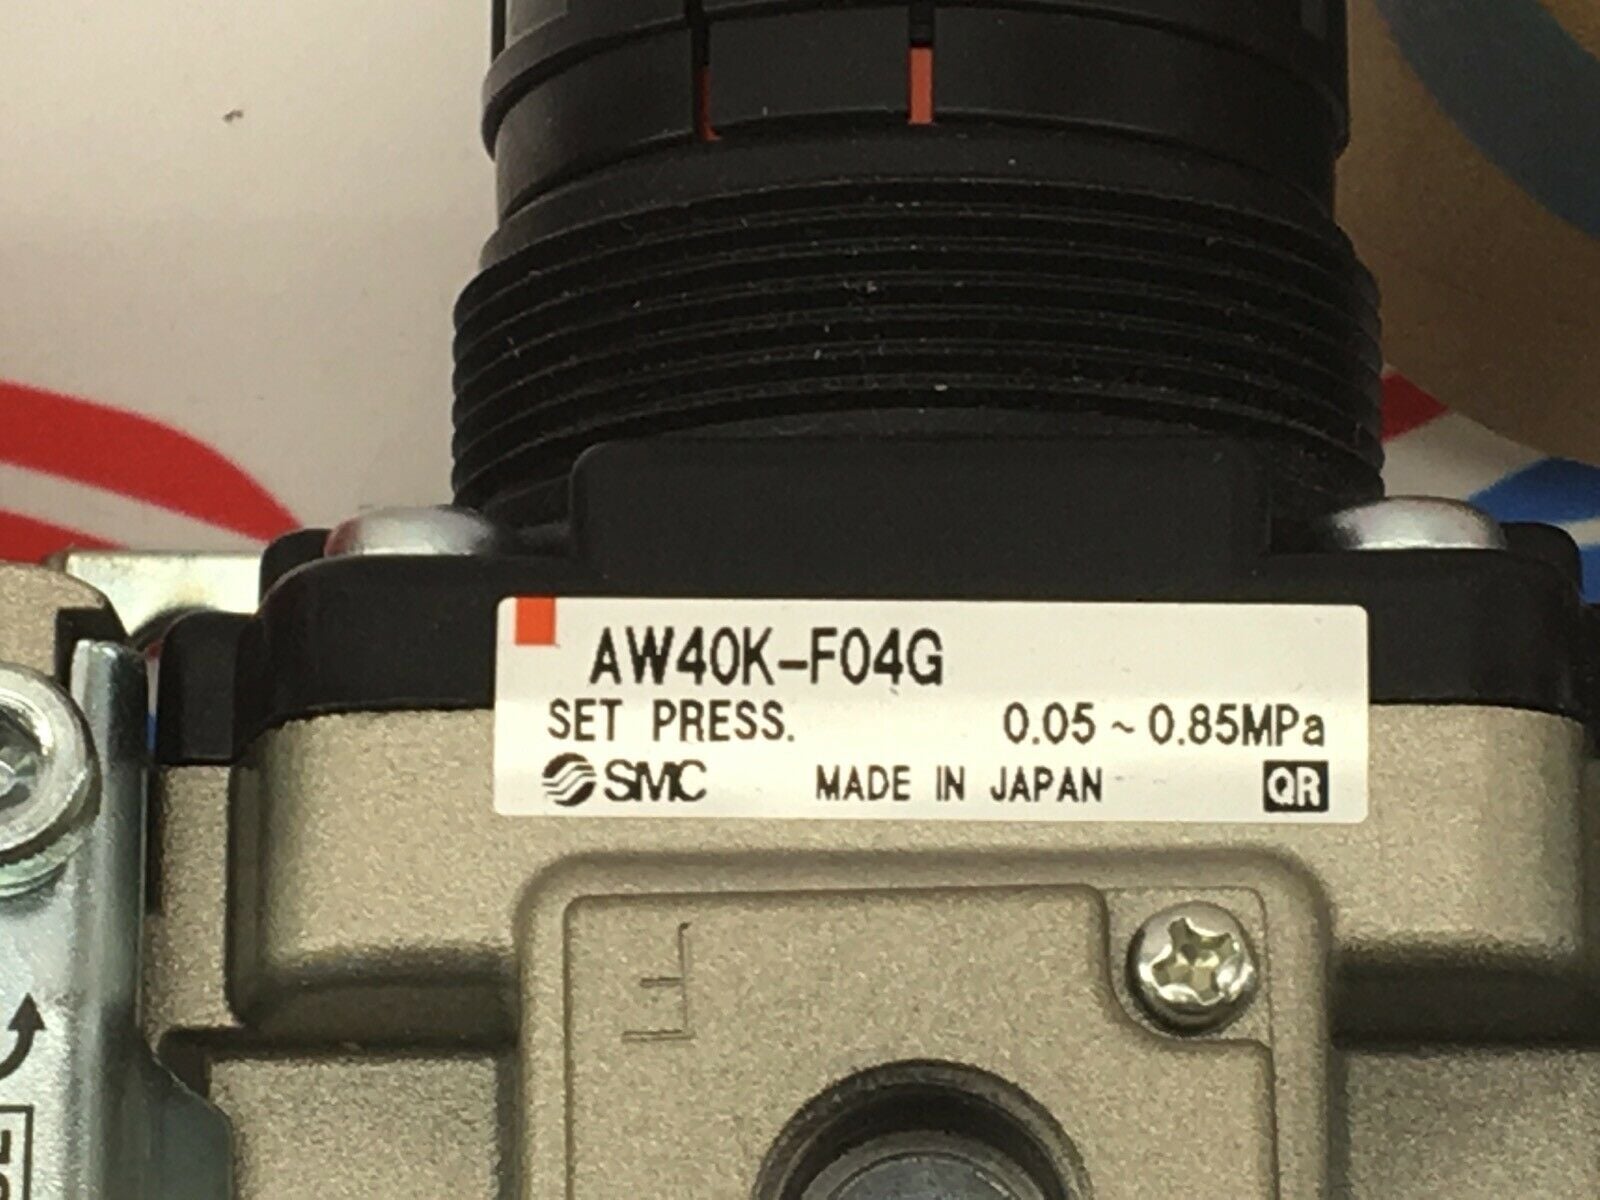 AW40K-F04G
SET PRESS. 0.05~0.85MPa
SMC MADE IN JAPAN QR